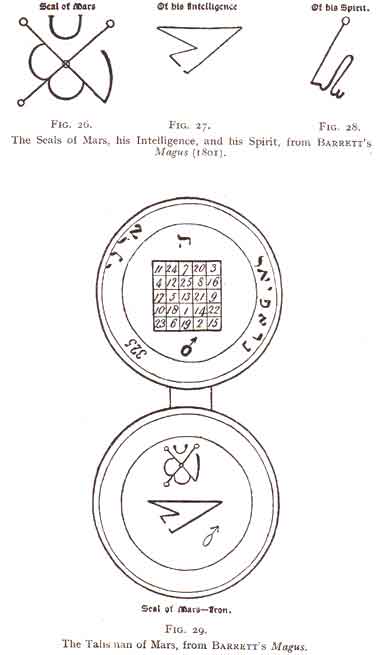 Seal of Mars Of his Intelligence Of his Spirit.
FIG. 26. FIG. 27. FIG. 28.
The Seals of Mars, his Intelligence, and his Spirit, from BARRETT'S
Magus (1801).
אדני
ה
גראפיאל
11 24 7 20 3
4 12 25 8 16
17 5 13 21 9
10 18 1 14 22
23 6 19 2 15
♂
325
♂
Seal of Mars—Iron.
FIG. 29.
The Talisman of Mars, from BARRETT'S Magus.